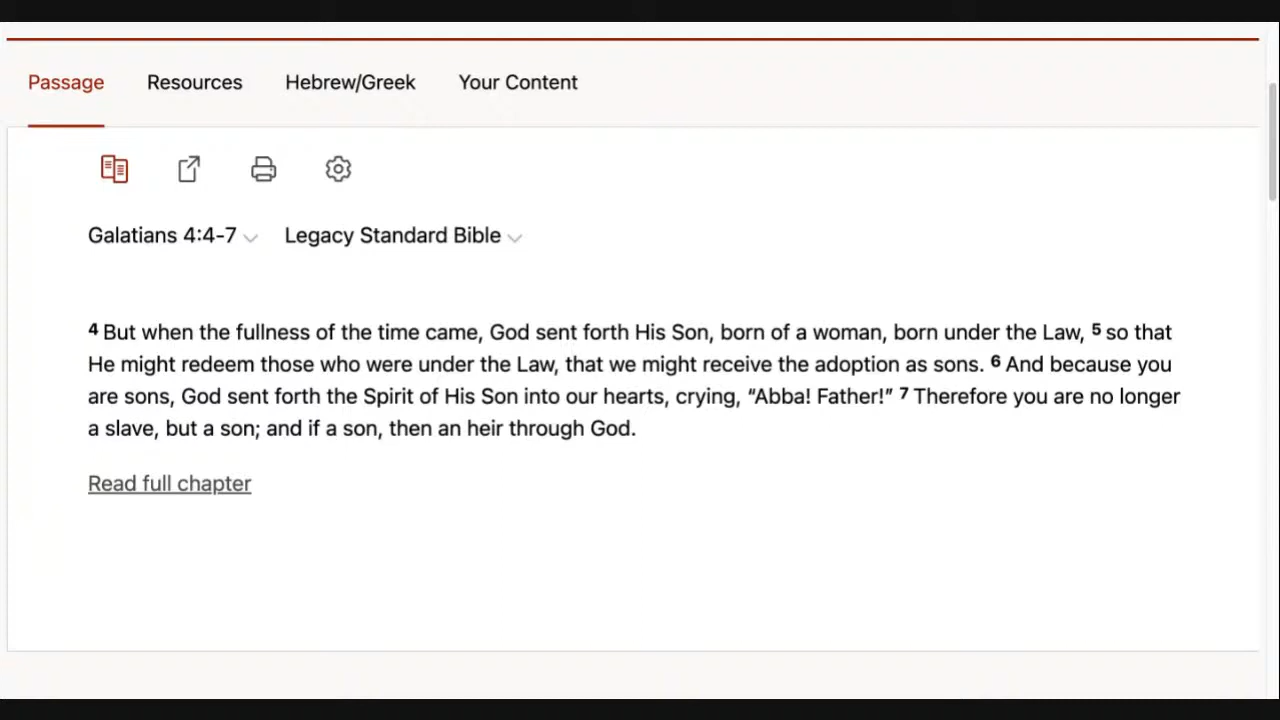 Passage Resources Hebrew/Greek Your Content
Galatians 4:4-7 Legacy Standard Bible
4 But when the fullness of the time came, God sent forth His Son, born of a woman, born under the Law, 5 so that
He might redeem those who were under the Law, that we might receive the adoption as sons. 6 And because you
are sons, God sent forth the Spirit of His Son into our hearts, crying, “Abba! Father!” 7 Therefore you are no longer
a slave, but a son; and if a son, then an heir through God.
Read full chapter